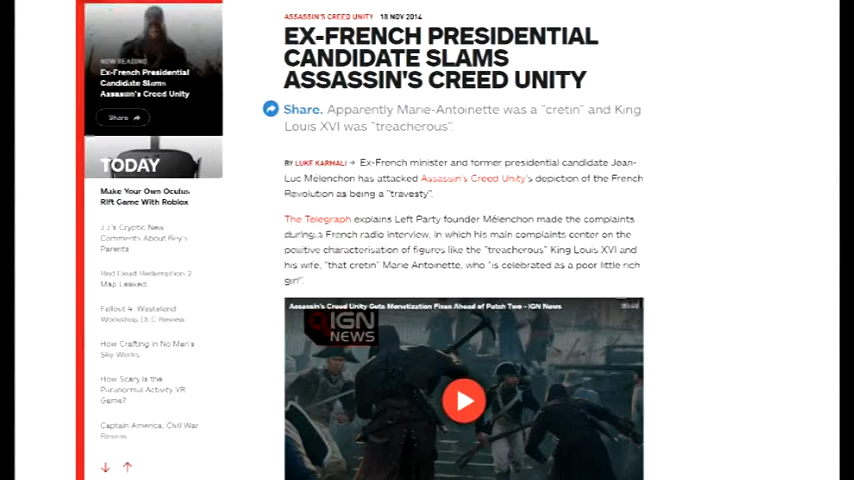 NOW READING
Ex-French Presidential
Candidate Slams
Assassin's Creed Unity
Share
TODAY
Make Your Own Oculus
Rift Game With Roblox
JJ's Cryptic New
Comments About Rey's
Parents
Red Dead Redemption 2
Map Leaked
Fallout 4: Wasteland
Workshop DLC Review
How Crafting in No Man's
Sky Works
How Scary is the
Paranormal Activity VR
Game?
Captain America: Civil War
Review
ASSASSIN'S CREED UNITY 18 NOV 2014
EX-FRENCH PRESIDENTIAL
CANDIDATE SLAMS
ASSASSIN'S CREED UNITY
Share. Apparently Marie-Antoinette was a "cretin" and King
Louis XVI was "treacherous".
BY LUKE KARMALI → Ex-French minister and former presidential candidate Jean-
Luc Mélenchon has attacked Assassin's Creed Unity's depiction of the French
Revolution as being a "travesty".
The Telegraph explains Left Party founder Mélenchon made the complaints
during a French radio interview, in which his main complaints center on the
positive characterisation of figures like the "treacherous" King Louis XVI and
his wife, "that cretin" Marie Antoinette, who "is celebrated as a poor little rich
girl".
Assassin's Creed Unity Gets Monetization Fixes Ahead of Patch Two - IGN News
IGN
NEWS